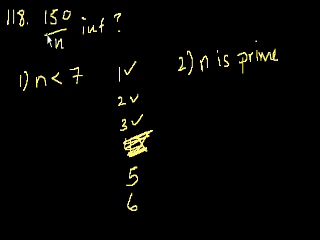 118. 150/n int ?
1) n < 7
1 ✓
2 ✓
3 ✓
5
6
2) n is prime